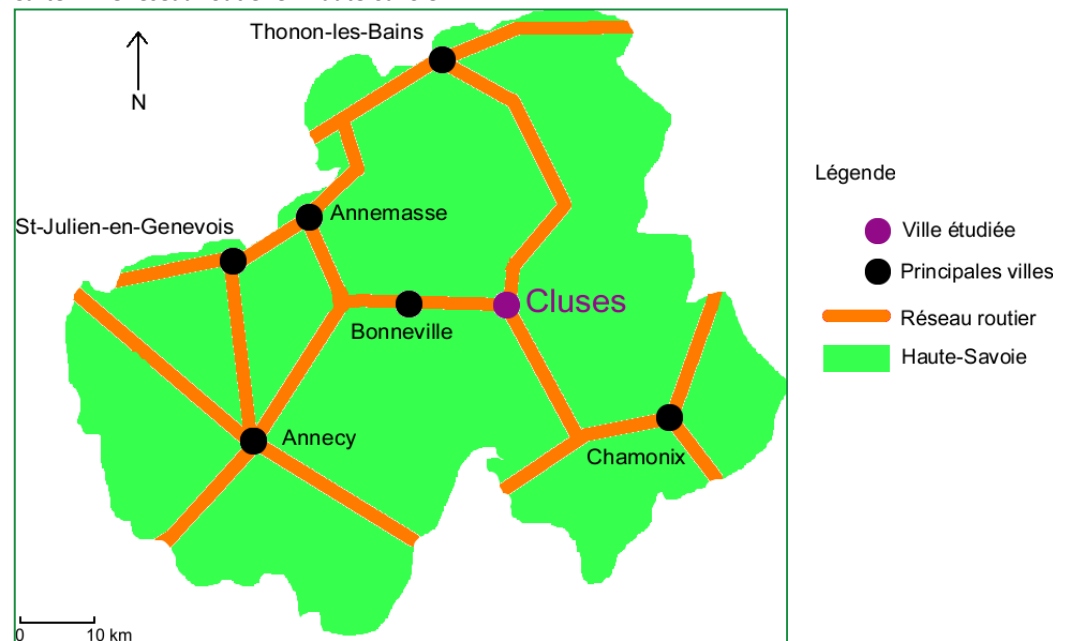 Thonon-les-Bains
N
Légende
Annemasse
St-Julien-en-Genevois
Ville étudiée
Principales villes
Cluses
Bonneville
Réseau routier
Haute-Savoie
Annecy
Chamonix
0 10 km